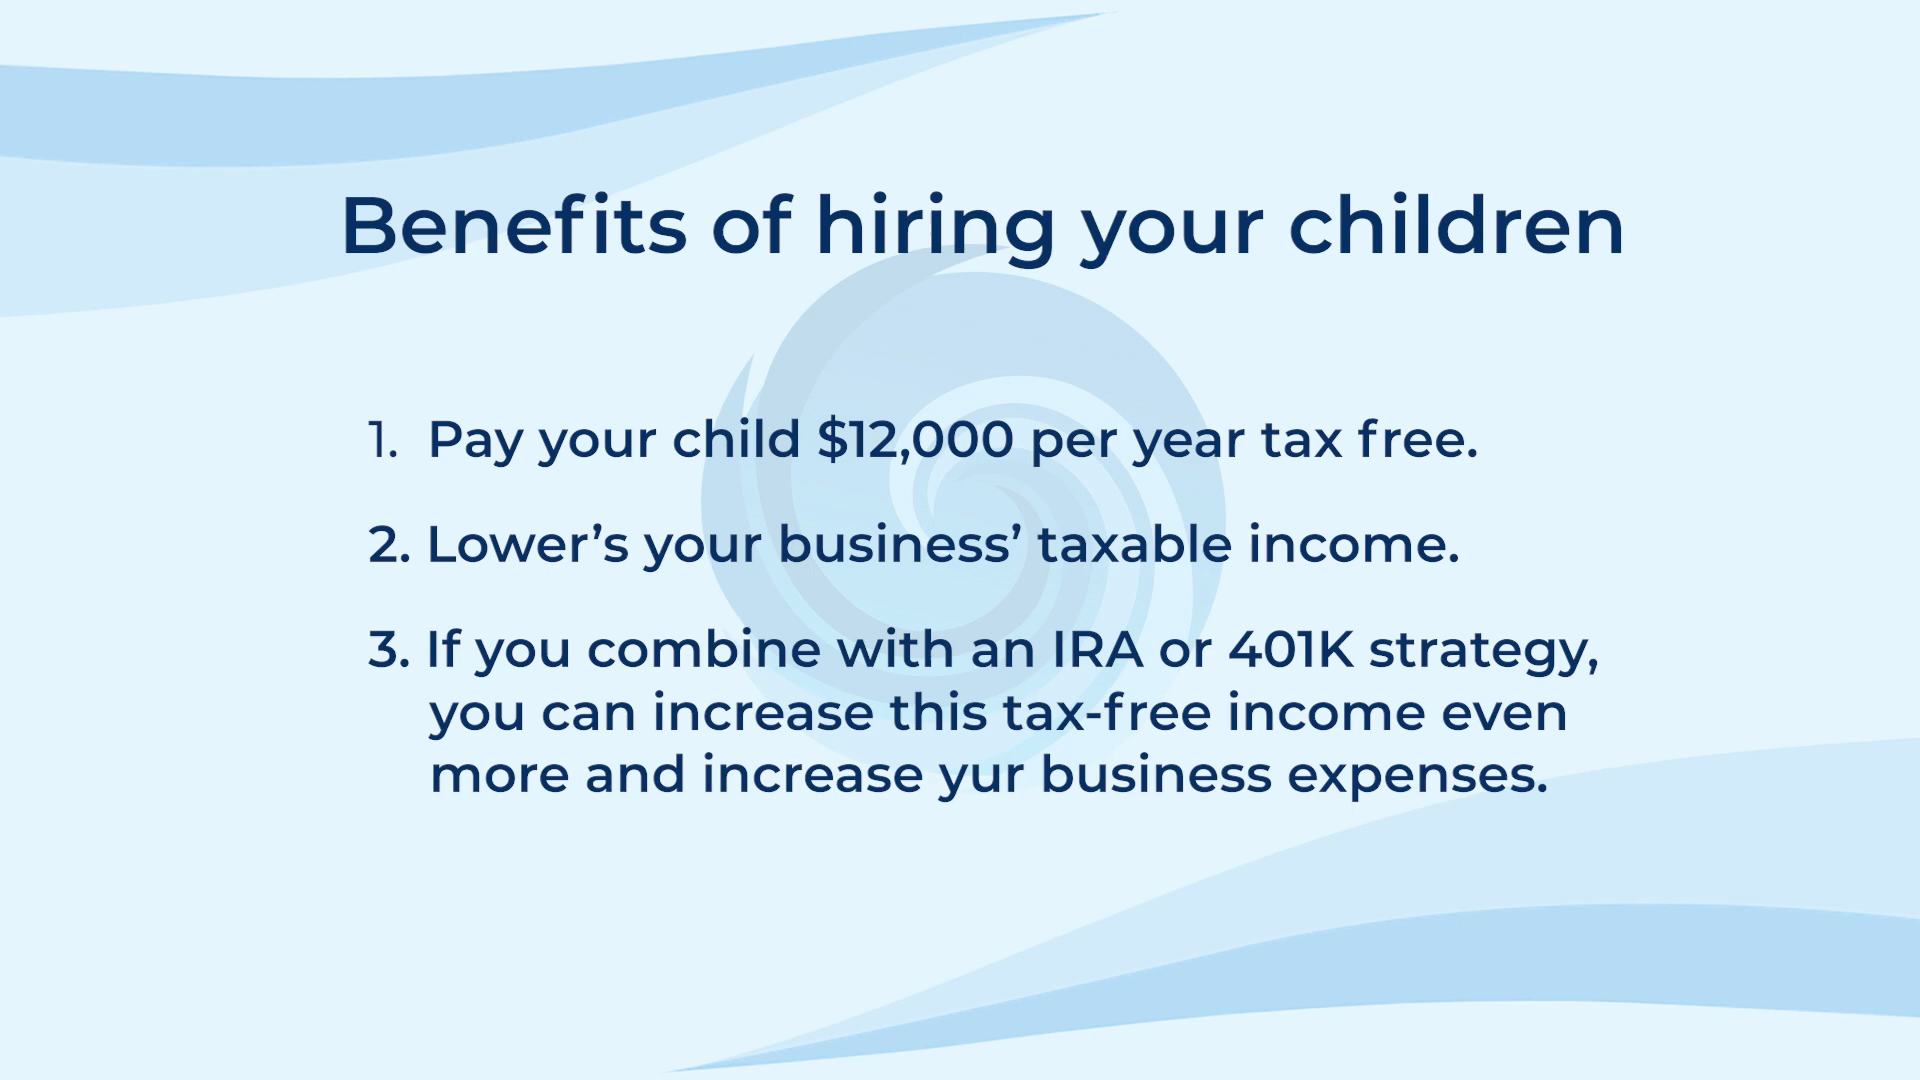 Benefits of hiring your children
1. Pay your child $12,000 per year tax free.
2. Lower’s your business’ taxable income.
3. If you combine with an IRA or 401K strategy,
you can increase this tax-free income even
more and increase yur business expenses.